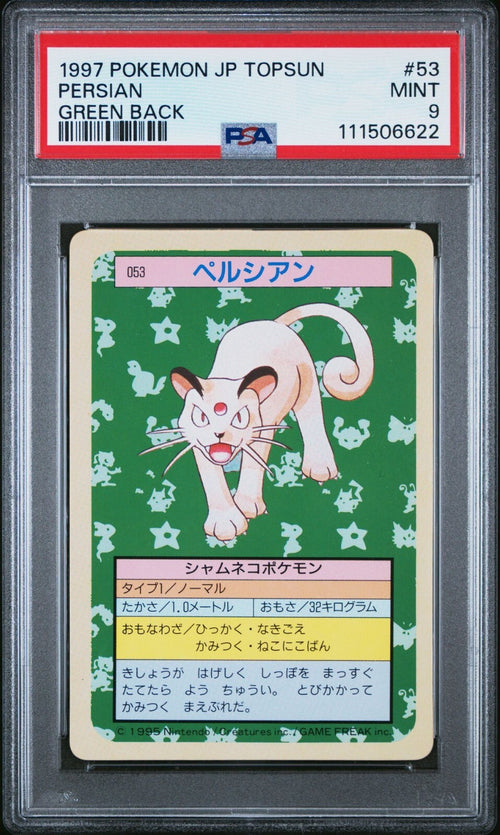 1997 POKEMON JP TOPSUN #53
PERSIAN MINT
GREEN BACK 9
PSA 111506622
053 ペルシアン
シャムネコポケモン
タイプ1/ノーマル
たかさ/1.0メートル おもさ/32キログラム
おもなわざ/ひっかく・なきごえ
かみつく・ねこにこばん
きしょうが はげしく しっぽを まっすぐ
たてたら よう ちゅうい。 とびかかって
かみつく まえぶれだ。
© 1995 Nintendo/Creatures inc./GAME FREAK inc.